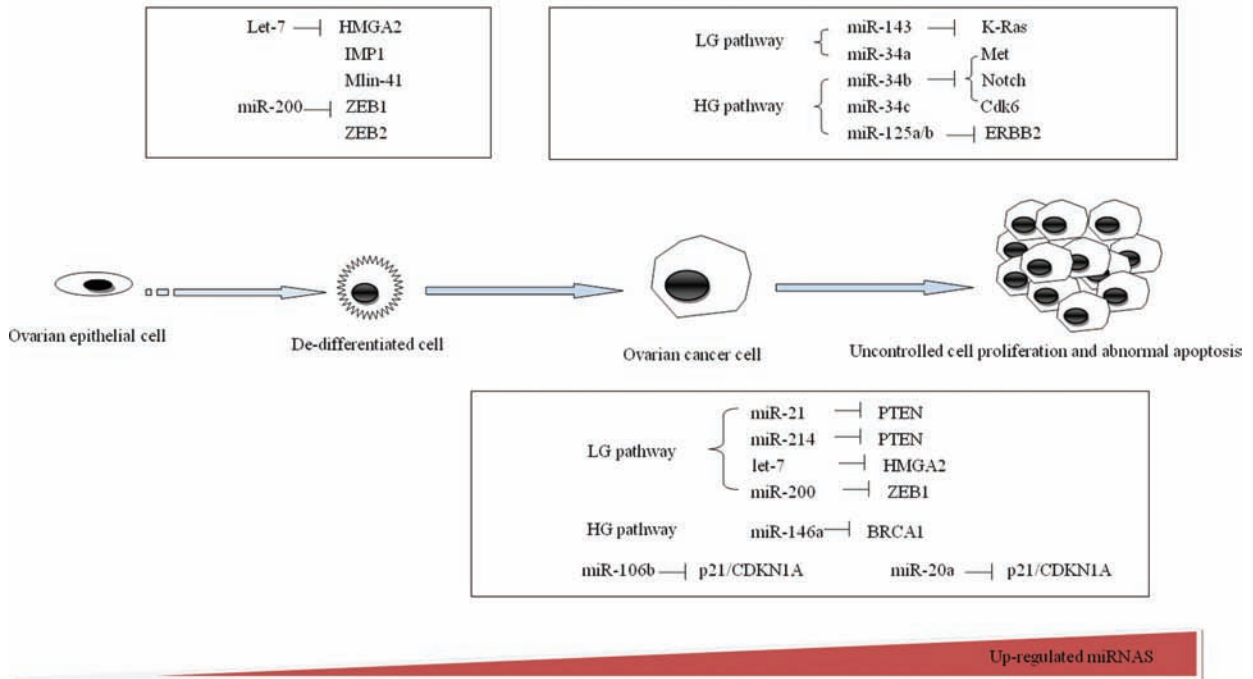 Let-7 HMGA2
IMP1
Mlin-41
miR-200 ZEB1
ZEB2
LG pathway
miR-143 K-Ras
miR-34a Met
HG pathway
miR-34b Notch
miR-34c Cdk6
miR-125a/b ERBB2
Ovarian epithelial cell
De-differentiated cell
Ovarian cancer cell
Uncontrolled cell proliferation and abnormal apoptosis
LG pathway
miR-21 PTEN
miR-214 PTEN
let-7 HMGA2
miR-200 ZEB1
HG pathway miR-146a BRCA1
miR-106b p21/CDKN1A miR-20a p21/CDKN1A
Up-regulated miRNAS